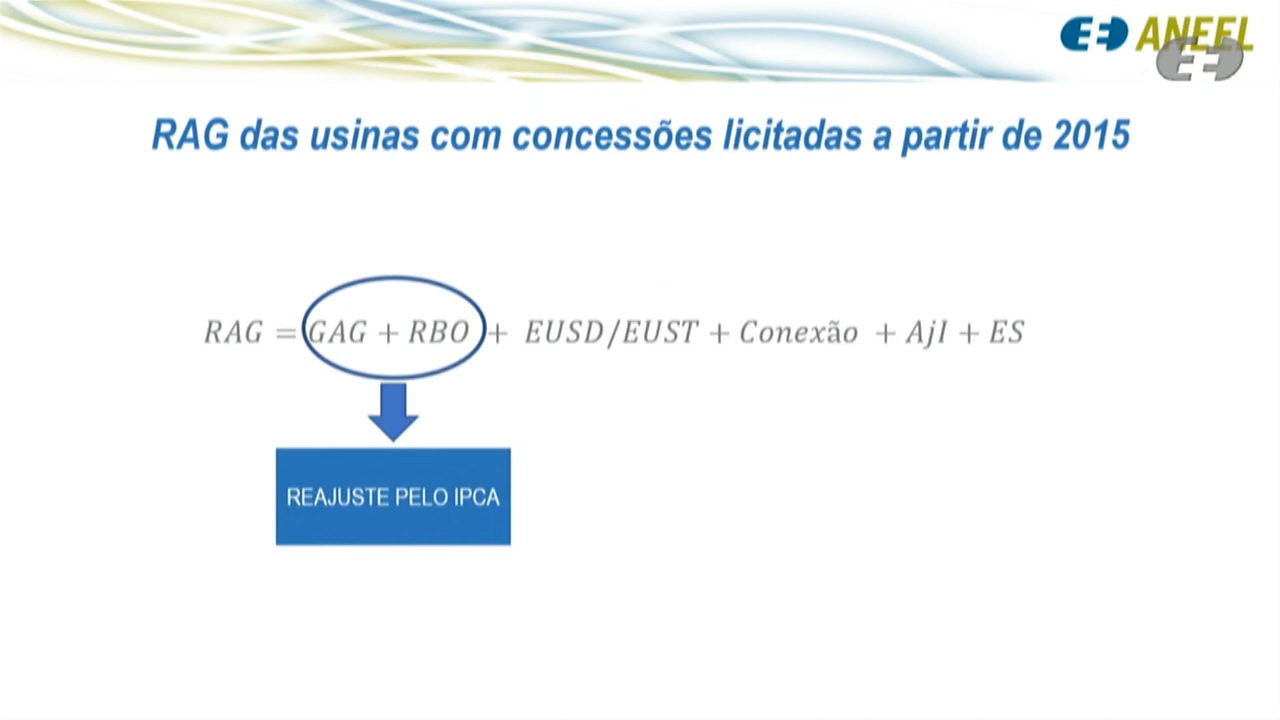 ANEEL
RAG das usinas com concessões licitadas a partir de 2015
RAG = GAG + RBO + EUSD/EUST + Conexão + AjI + ES
REAJUSTE PELO IPCA